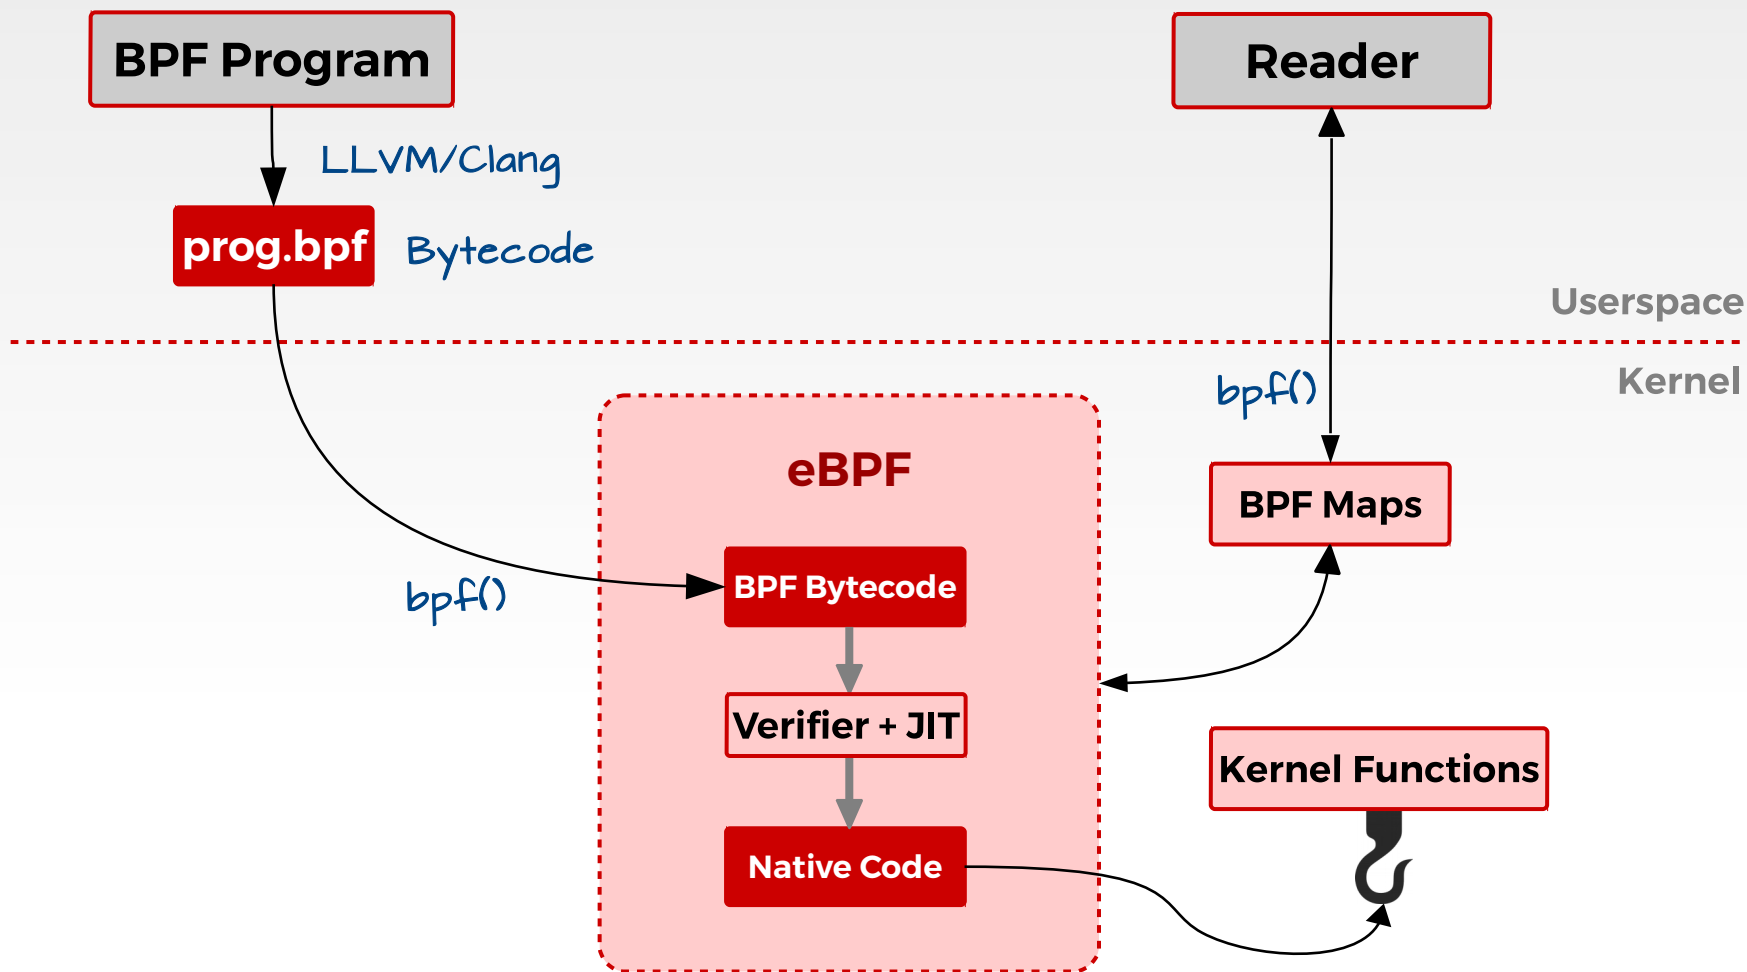 BPF Program
Reader
LLVM/Clang
prog.bpf
Bytecode
Userspace
Kernel
bpf()
eBPF
BPF Maps
BPF Bytecode
bpf()
Verifier + JIT
Kernel Functions
Native Code